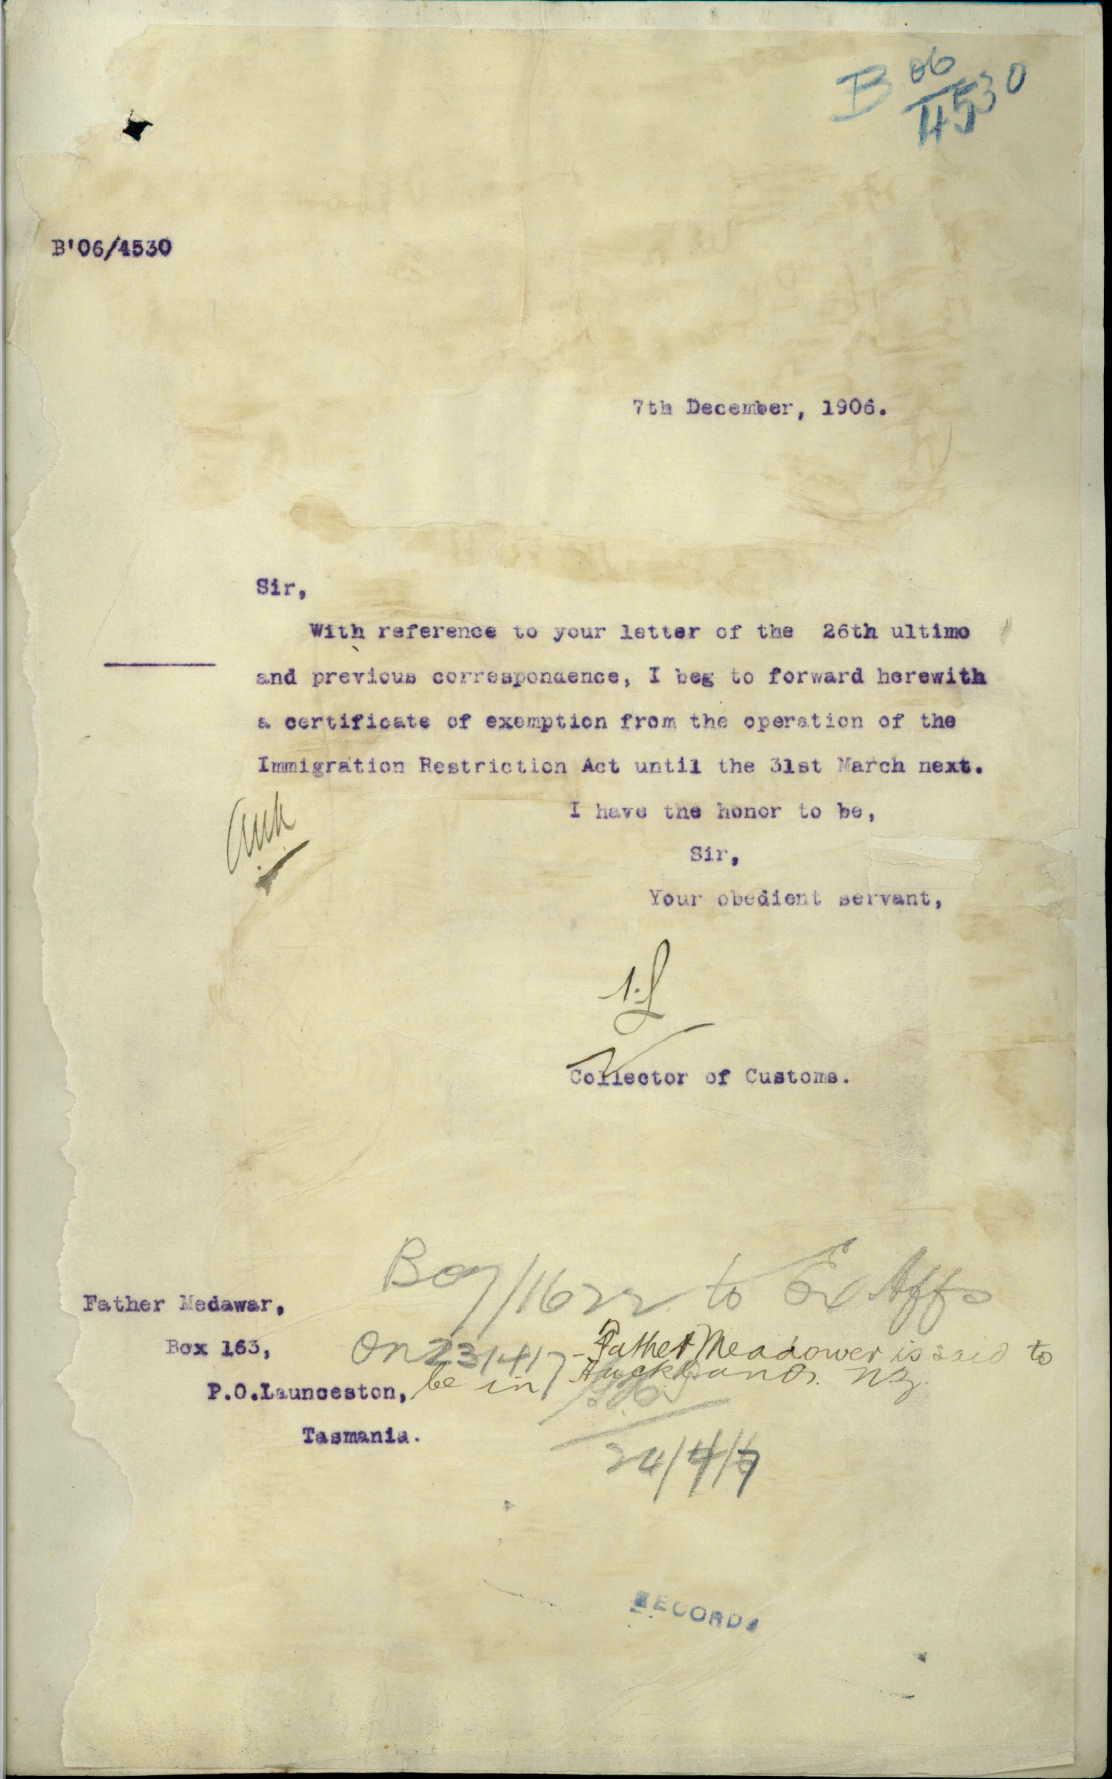 B 06/4530
B'06/4530
7th December, 1906.
Sir,
With reference to your letter of the 26th ultimo
and previous correspondence, I beg to forward herewith
a certificate of exemption from the operation of the
Immigration Restriction Act until the 31st March next.
I have the honor to be,
Sir,
Your obedient servant,
Collector of Customs.
B07/1622 to Ex Affs
On 23/4/7 - Father Meadower is said to
be in Auckland. NZ.
24/4/7
Father Medawar,
Box 163,
P.O.Launceston,
Tasmania.
RECORDS